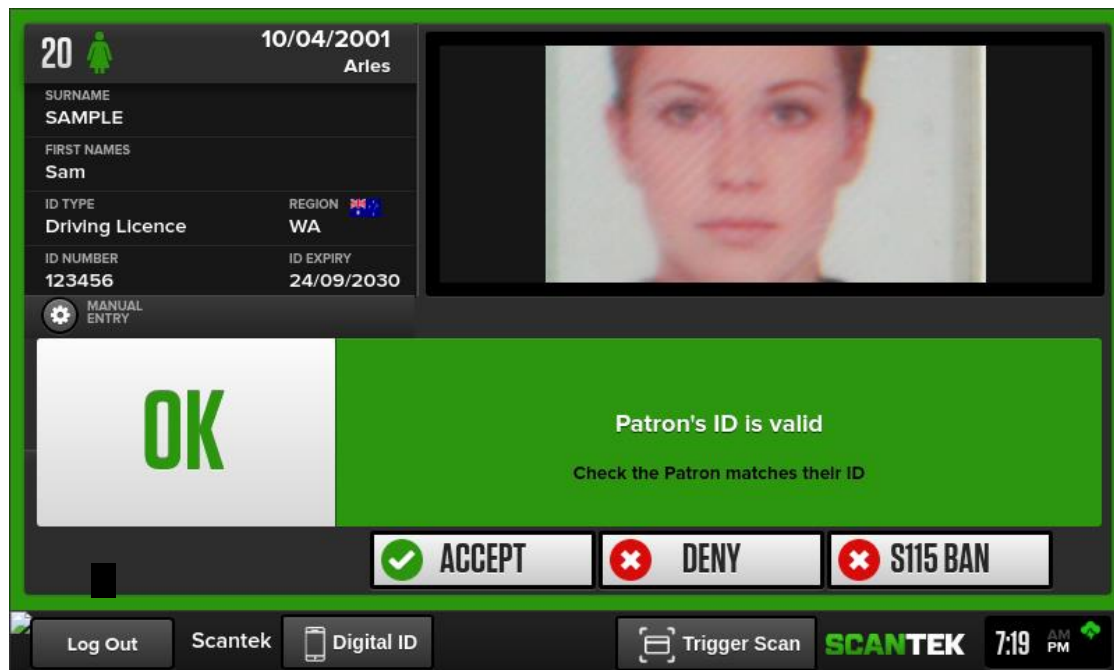 20
10/04/2001
Arles
SURNAME
SAMPLE
FIRST NAMES
Sam
ID TYPE
Driving Licence
REGION
WA
ID NUMBER
123456
ID EXPIRY
24/09/2030
MANUAL
ENTRY
OK
Patron's ID is valid
Check the Patron matches their ID
ACCEPT
DENY
S115 BAN
Log Out
Scantek
Digital ID
Trigger Scan
SCANTEK
7:19
AM
PM